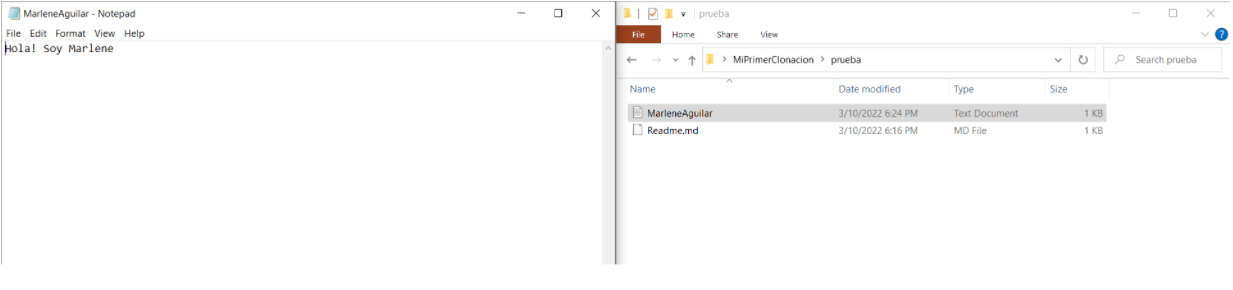 MarleneAguilar - Notepad
File Edit Format View Help
Hola! Soy Marlene
prueba
File Home Share View
MiPrimerClonacion > prueba
Search prueba
Name Date modified Type Size
MarleneAguilar 3/10/2022 6:24 PM Text Document 1 KB
Readme.md 3/10/2022 6:16 PM MD File 1 KB